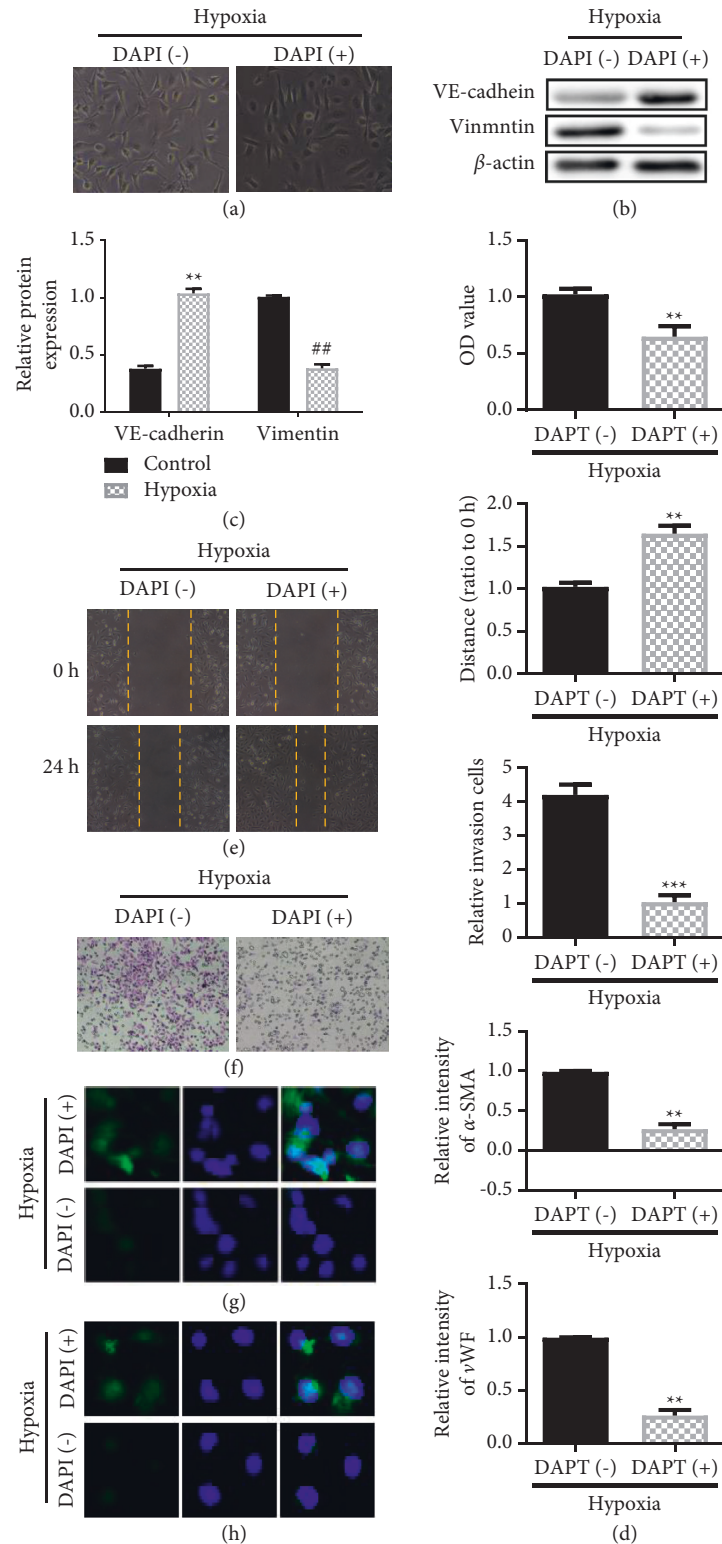 Hypoxia
DAPI (-) DAPI (+)
(a)
Hypoxia
DAPI (-) DAPI (+)
VE-cadhein
Vinmntin
β-actin
(b)
1.5
1.0
0.5
0.0
Relative protein
expression
**
##
VE-cadherin Vimentin
Control
Hypoxia
(c)
Hypoxia
DAPI (-) DAPI (+)
0 h
24 h
(e)
Hypoxia
DAPI (-) DAPI (+)
(f)
Hypoxia
DAPI (+)
DAPI (-)
(g)
Hypoxia
DAPI (+)
DAPI (-)
(h)
1.5
1.0
0.5
0.0
OD value
**
DAPT (-) DAPT (+)
Hypoxia
2.0
1.5
1.0
0.5
0.0
Distance (ratio to 0 h)
**
DAPT (-) DAPT (+)
Hypoxia
5
4
3
2
1
0
Relative invasion cells
***
DAPT (-) DAPT (+)
Hypoxia
1.5
1.0
0.5
0.0
-0.5
Relative intensity
of α-SMA
**
DAPT (-) DAPT (+)
Hypoxia
1.5
1.0
0.5
0.0
Relative intensity
of vWF
**
DAPT (-) DAPT (+)
Hypoxia
(d)